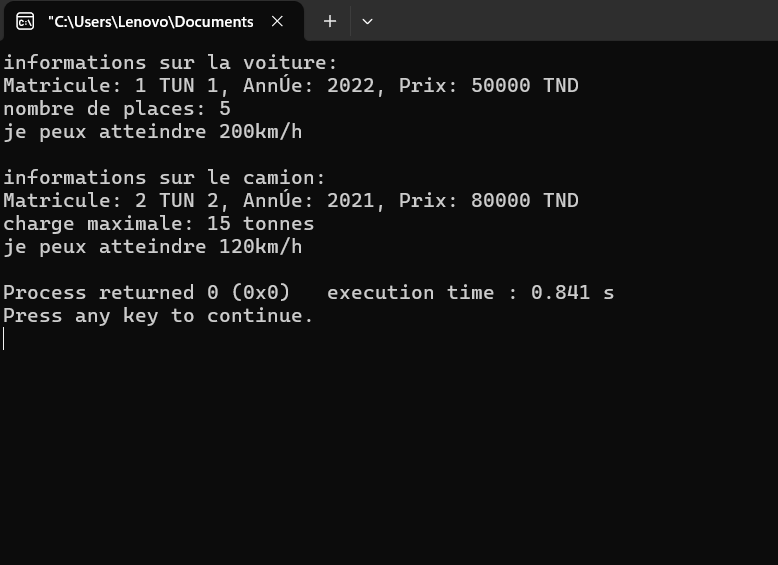 "C:\Users\Lenovo\Documents
informations sur la voiture:
Matricule: 1 TUN 1, AnnÚe: 2022, Prix: 50000 TND
nombre de places: 5
je peux atteindre 200km/h
informations sur le camion:
Matricule: 2 TUN 2, AnnÚe: 2021, Prix: 80000 TND
charge maximale: 15 tonnes
je peux atteindre 120km/h
Process returned 0 (0x0)   execution time : 0.841 s
Press any key to continue.